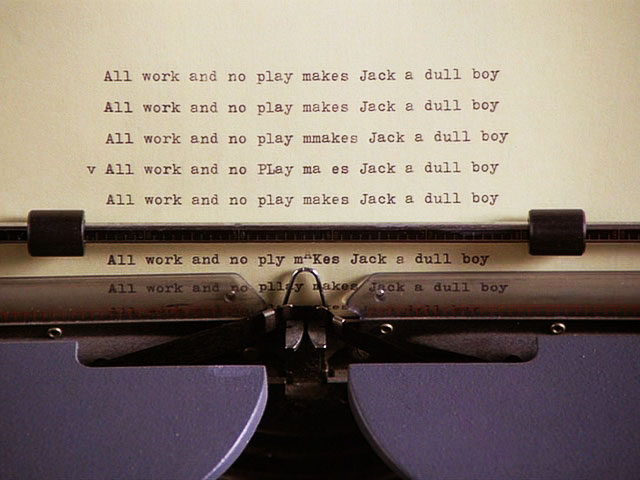 All work and no play makes Jack a dull boy
All work and no play makes Jack a dull boy
All work and no play mmakes Jack a dull boy
v All work and no PLay ma es Jack a dull boy
All work and no play makes Jack a dull boy
All work and no ply m^Kes Jack a dull boy
All work and no pllay makes Jack a dull boy